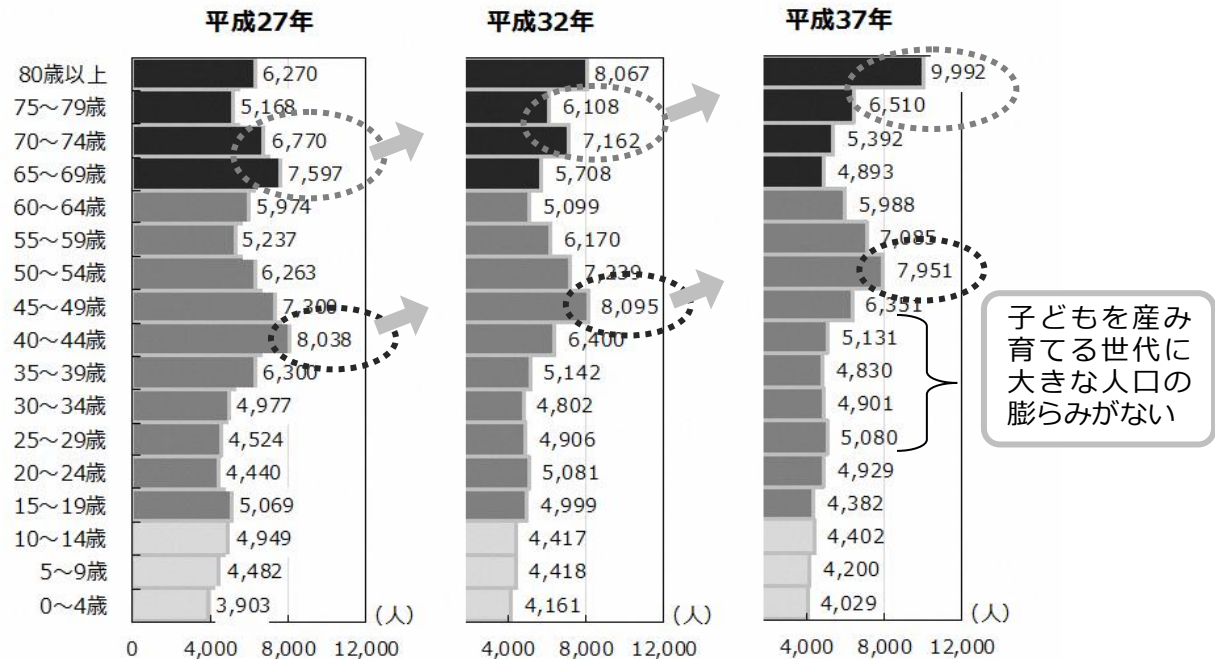 平成27年
平成32年
平成37年
80歳以上 6,270 8,067 9,992
75～79歳 5,168 6,108 6,510
70～74歳 6,770 7,162 5,392
65～69歳 7,597 5,708 4,893
60～64歳 5,974 5,099 5,988
55～59歳 5,237 6,170 7,085
50～54歳 6,263 7,239 7,951
45～49歳 7,309 8,095 6,351
40～44歳 8,038 6,400 5,131
35～39歳 6,300 5,142 4,830
30～34歳 4,977 4,802 4,901
25～29歳 4,524 4,906 5,080
20～24歳 4,440 5,081 4,929
15～19歳 5,069 4,999 4,382
10～14歳 4,949 4,417 4,402
5～9歳 4,482 4,418 4,200
0～4歳 3,903 4,161 4,029
(人) (人) (人)
0 4,000 8,000 12,000 4,000 8,000 12,000 4,000 8,000 12,000
子どもを産み
育てる世代に
大きな人口の
膨らみがない